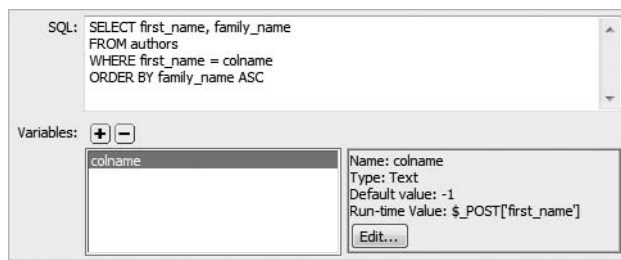 SQL: SELECT first_name, family_name
FROM authors
WHERE first_name = colname
ORDER BY family_name ASC
Variables: + −
colname
Name: colname
Type: Text
Default value: -1
Run-time Value: $_POST['first_name']
Edit...